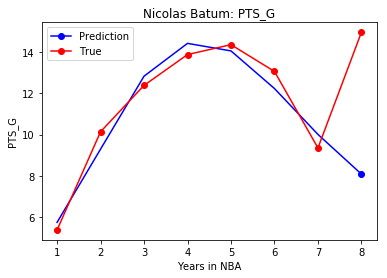 Nicolas Batum: PTS_G
Prediction
True
14
12
10
8
6
PTS_G
1 2 3 4 5 6 7 8
Years in NBA